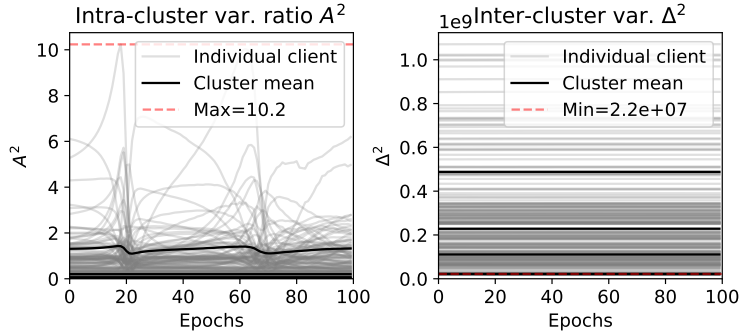 Intra-cluster var. ratio A²
10
8
6
4
2
0
A²
Individual client
Cluster mean
Max=10.2
0 20 40 60 80 100
Epochs
1e9
Inter-cluster var. Δ²
1.0
0.8
0.6
0.4
0.2
0.0
Δ²
Individual client
Cluster mean
Min=2.2e+07
0 20 40 60 80 100
Epochs